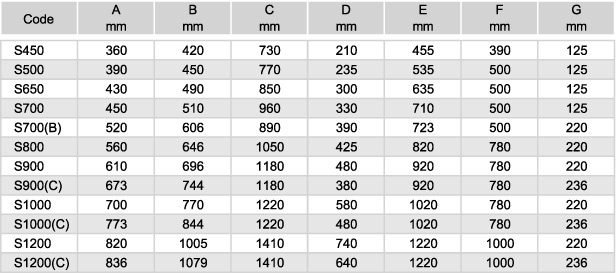 Code A mm B mm C mm D mm E mm F mm G mm
S450 360 420 730 210 455 390 125
S500 390 450 770 235 535 500 125
S650 430 490 850 300 635 500 125
S700 450 510 960 330 710 500 125
S700(B) 520 606 890 390 723 500 220
S800 560 646 1050 425 820 780 220
S900 610 696 1180 480 920 780 220
S900(C) 673 744 1180 380 920 780 236
S1000 700 770 1220 580 1020 780 220
S1000(C) 773 844 1220 480 1020 780 236
S1200 820 1005 1410 740 1220 1000 220
S1200(C) 836 1079 1410 640 1220 1000 236